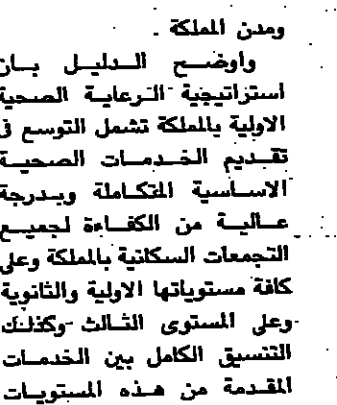 ومدن المملكة .
واوضح الدليل بان
استراتيجية الرعاية الصحية
الاولية بالمملكة تشمل التوسع في
تقديم الخدمات الصحية
الاساسية المتكاملة وبدرجة
عالية من الكفاءة لجميع
التجمعات السكانية بالمملكة وعلى
كافة مستوياتها الاولية والثانوية
وعلى المستوى الثالث وكذلك
التنسيق الكامل بين الخدمات
المقدمة من هذه المستويات